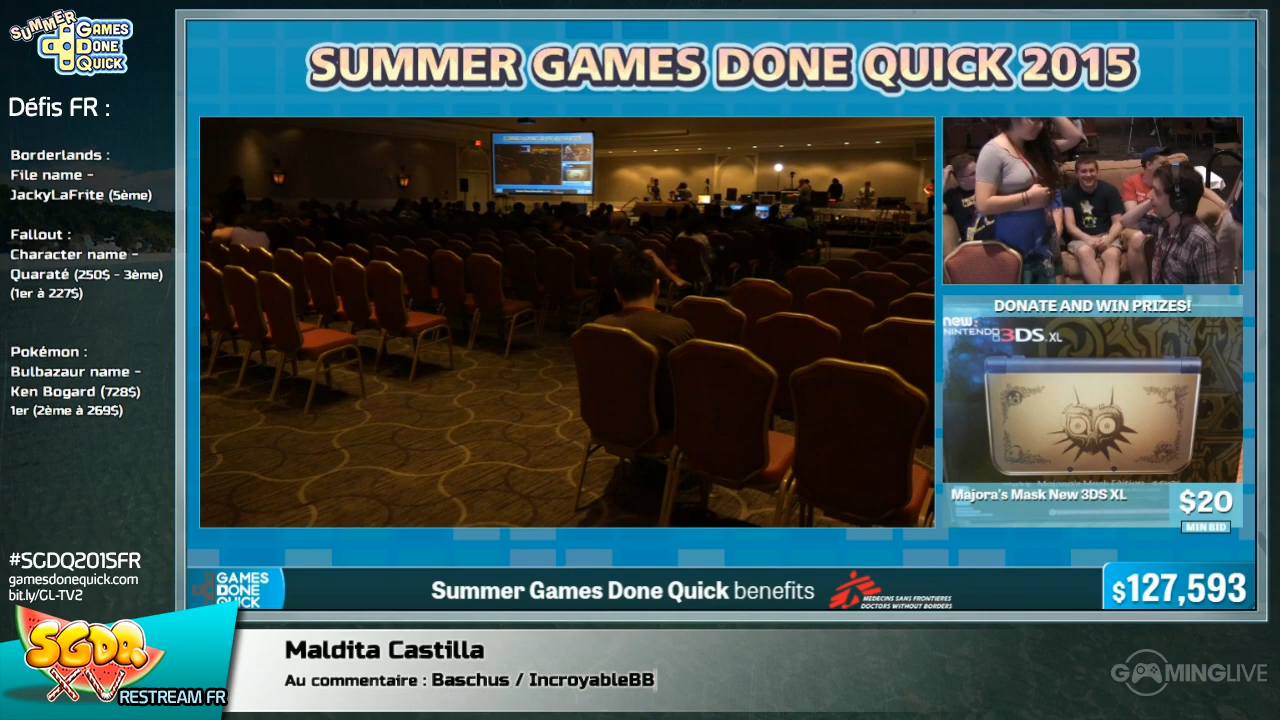 SUMMER
GAMES
DONE
QUICK
Défis FR :
Borderlands :
File name -
JackyLaFrite (5ème)
Fallout :
Character name -
Quaraté (250$ - 3ème)
(1er à 227$)
Pokémon :
Bulbazaur name -
Ken Bogard (728$)
1er (2ème à 269$)
#SGDQ2015FR
gamesdonequick.com
bit.ly/GL-TV2
SGDQ
XV
RESTREAM FR
SUMMER GAMES DONE QUICK 2015
DONATE AND WIN PRIZES!
new
NINTENDO 3DS XL
Majora's Mask New 3DS XL
$20
MIN BID
GAMES
DONE
QUICK
Summer Games Done Quick benefits
MEDECINS SANS FRONTIERES
DOCTORS WITHOUT BORDERS
$127,593
Maldita Castilla
Au commentaire : Baschus / IncroyableBB
GAMINGLIVE